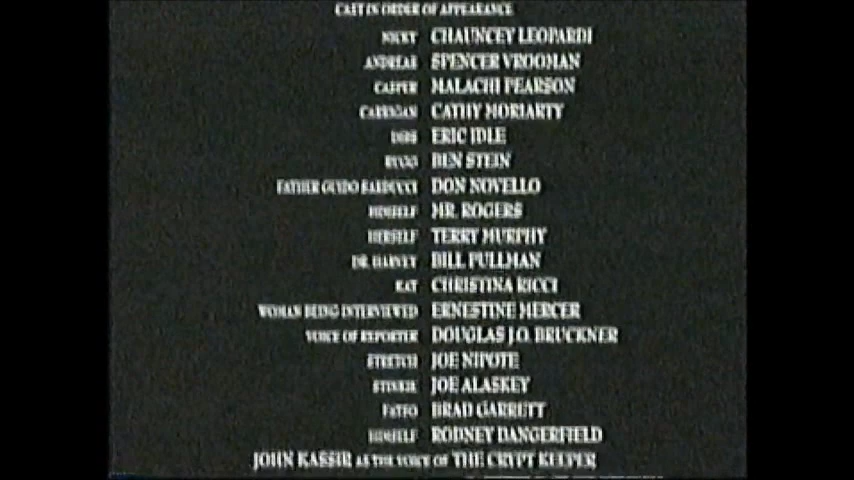 CAST IN ORDER OF APPEARANCE
NICKY CHAUNCEY LEOPARDI
ANDREAS SPENCER VROOMAN
CASPER MALACHI PEARSON
CARRIGAN CATHY MORIARTY
DIBS ERIC IDLE
RUGG BEN STEIN
FATHER GUIDO SARDUCCI DON NOVELLO
HIMSELF MR. ROGERS
HERSELF TERRY MURPHY
DR. HARVEY BILL PULLMAN
KAT CHRISTINA RICCI
WOMAN BEING INTERVIEWED ERNESTINE MERCER
VOICE OF REPORTER DOUGLAS J.O. BRUCKNER
STRETCH JOE NIPOTE
STINKIE JOE ALASKEY
FATSO BRAD GARRETT
HIMSELF RODNEY DANGERFIELD
JOHN KASSIR AS THE VOICE OF THE CRYPT KEEPER